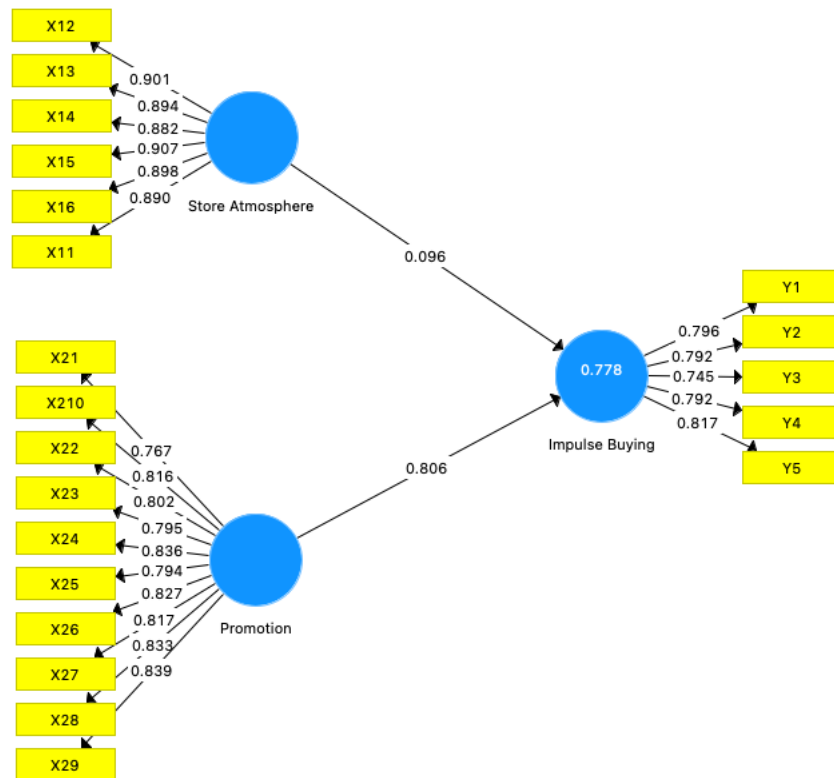 X12
X13
X14
X15
X16
X11
0.901
0.894
0.882
0.907
0.898
0.890
Store Atmosphere
0.096
X21
X210
X22
X23
X24
X25
X26
X27
X28
X29
0.767
0.816
0.802
0.795
0.836
0.794
0.827
0.817
0.833
0.839
Promotion
0.806
0.778
Impulse Buying
0.796
0.792
0.745
0.792
0.817
Y1
Y2
Y3
Y4
Y5